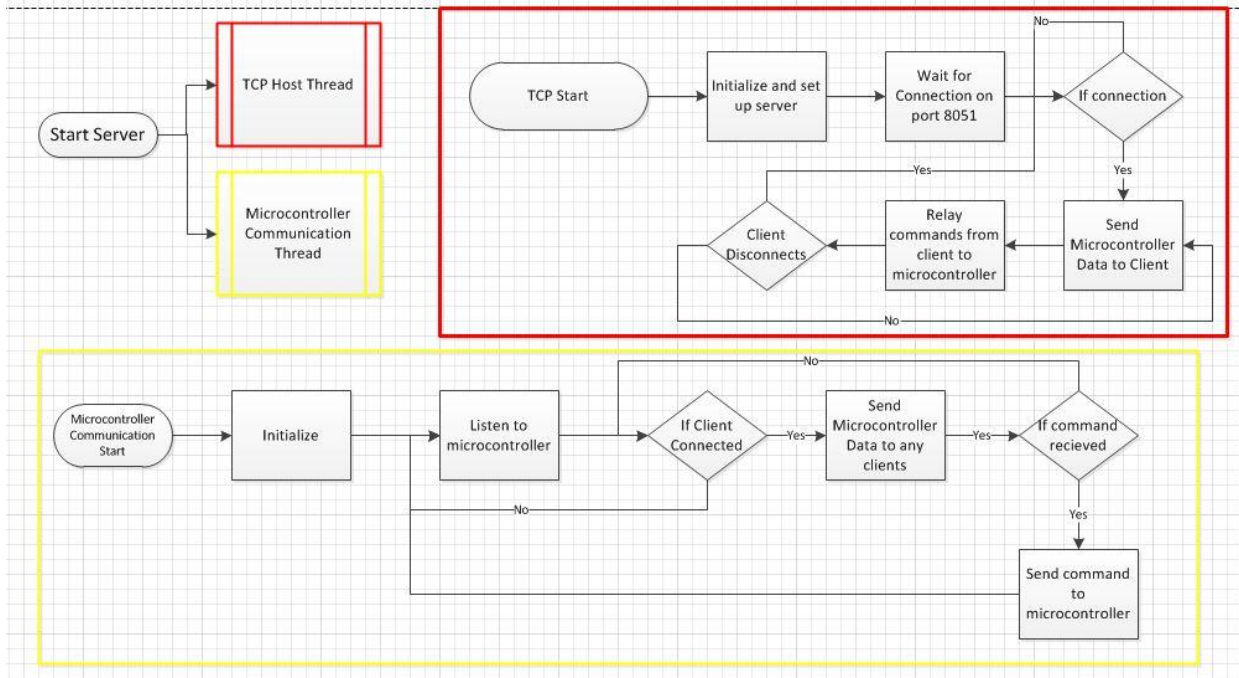 Start Server
TCP Host Thread
Microcontroller
Communication
Thread
TCP Start
Initialize and set
up server
Wait for
Connection on
port 8051
If connection
No
Yes
Send
Microcontroller
Data to Client
Relay
commands from
client to
microcontroller
Client
Disconnects
Yes
No
Microcontroller
Communication
Start
Initialize
Listen to
microcontroller
If Client
Connected
No
Yes
Send
Microcontroller
Data to any
clients
Yes
If command
recieved
No
Yes
Send command
to
microcontroller